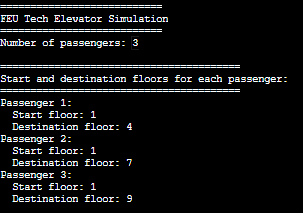 ===========================
FEU Tech Elevator Simulation
===========================
Number of passengers: 3
========================================
Start and destination floors for each passenger:
========================================
Passenger 1:
Start floor: 1
Destination floor: 4
Passenger 2:
Start floor: 1
Destination floor: 7
Passenger 3:
Start floor: 1
Destination floor: 9